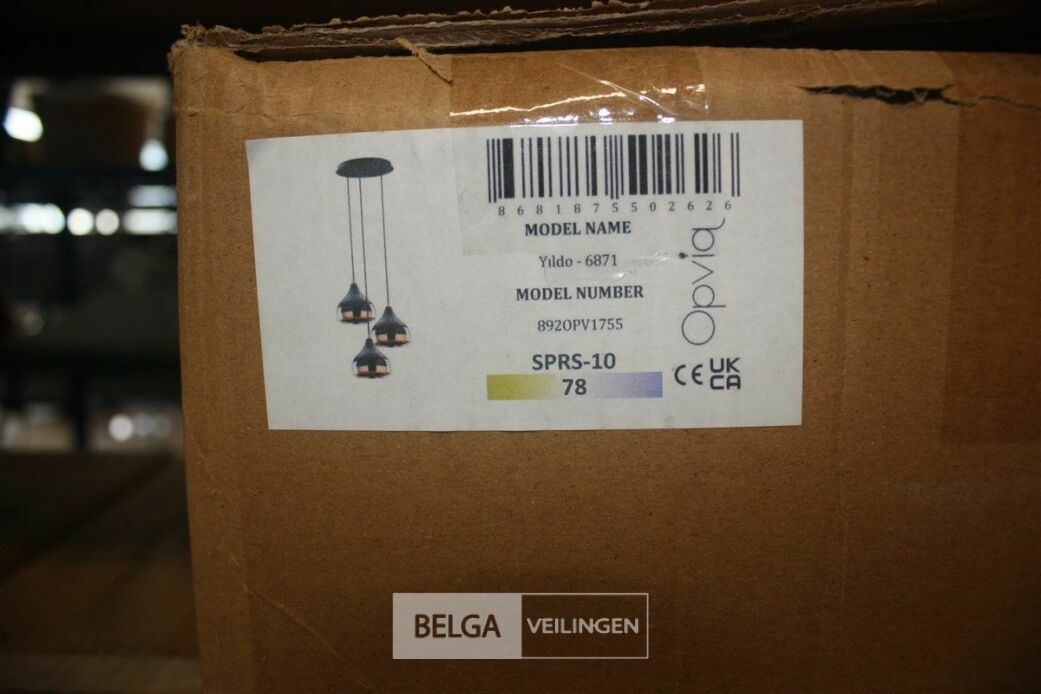 8681875502626
MODEL NAME
Yıldo - 6871
MODEL NUMBER
892OPV1755
SPRS-10
78
Opviq
CE UK
CA
BELGA VEILINGEN